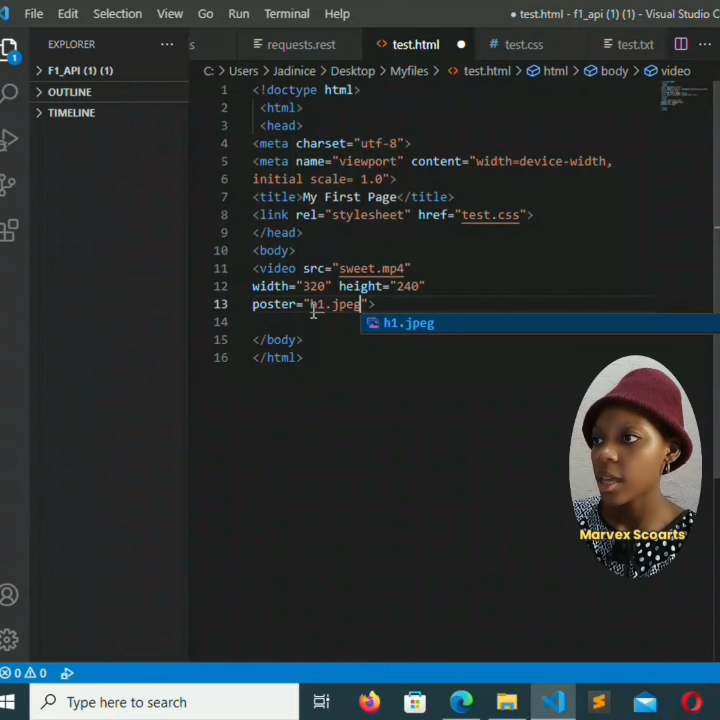 File Edit Selection View Go Run Terminal Help
test.html - f1_api (1) (1) - Visual Studio C
EXPLORER
s
requests.rest
test.html
test.css
test.txt
F1_API (1) (1)
OUTLINE
TIMELINE
1
C: > Users > Jadinice > Desktop > Myfiles > test.html > html > body > video
1 <!doctype html>
2 <html>
3 <head>
4 <meta charset="utf-8">
5 <meta name="viewport" content="width=device-width,
6 initial scale= 1.0">
7 <title>My First Page</title>
8 <link rel="stylesheet" href="test.css">
9 </head>
10 <body>
11 <video src="sweet.mp4"
12 width="320" height="240"
13 poster="h1.jpeg">
h1.jpeg
14
15 </body>
16 </html>
Marvex Scoarts
0 0
Type here to search